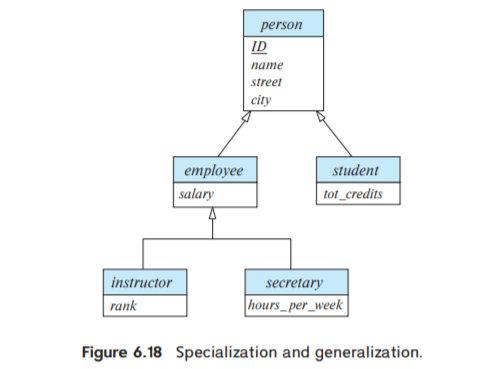 person
ID
name
street
city
employee
salary
student
tot_credits
instructor
rank
secretary
hours_per_week
Figure 6.18 Specialization and generalization.